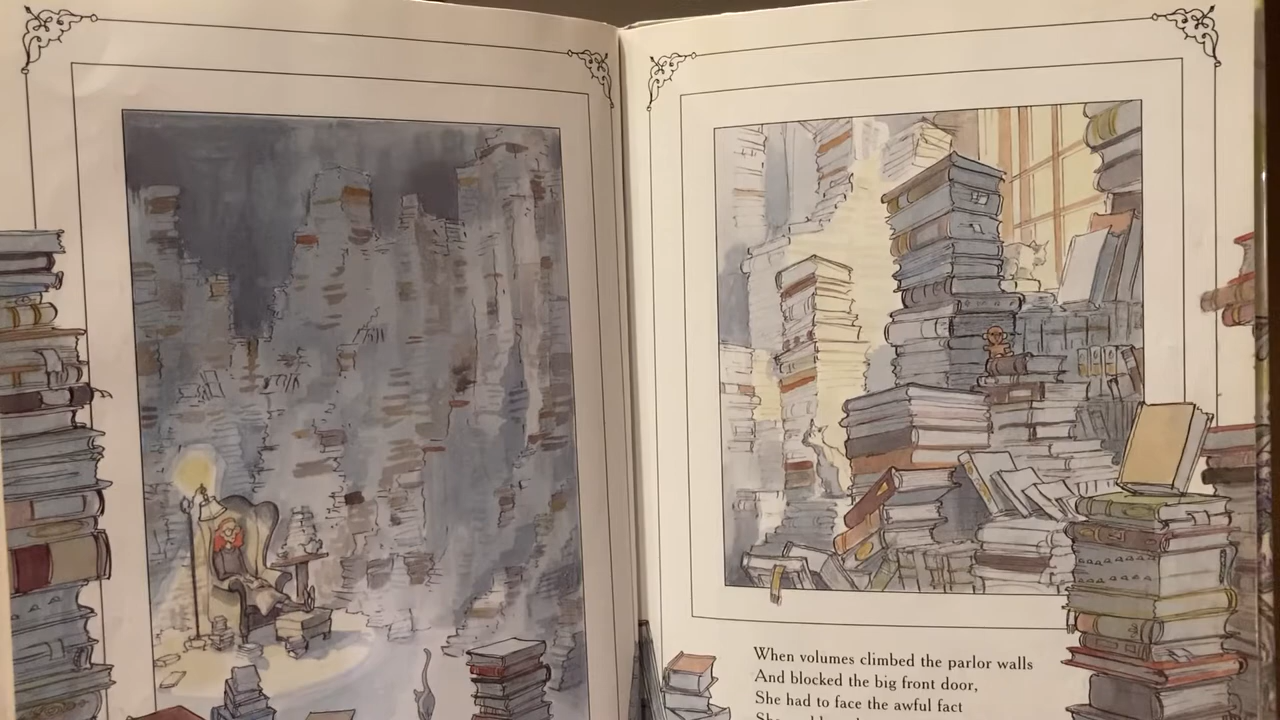 When volumes climbed the parlor walls
And blocked the big front door,
She had to face the awful fact
She